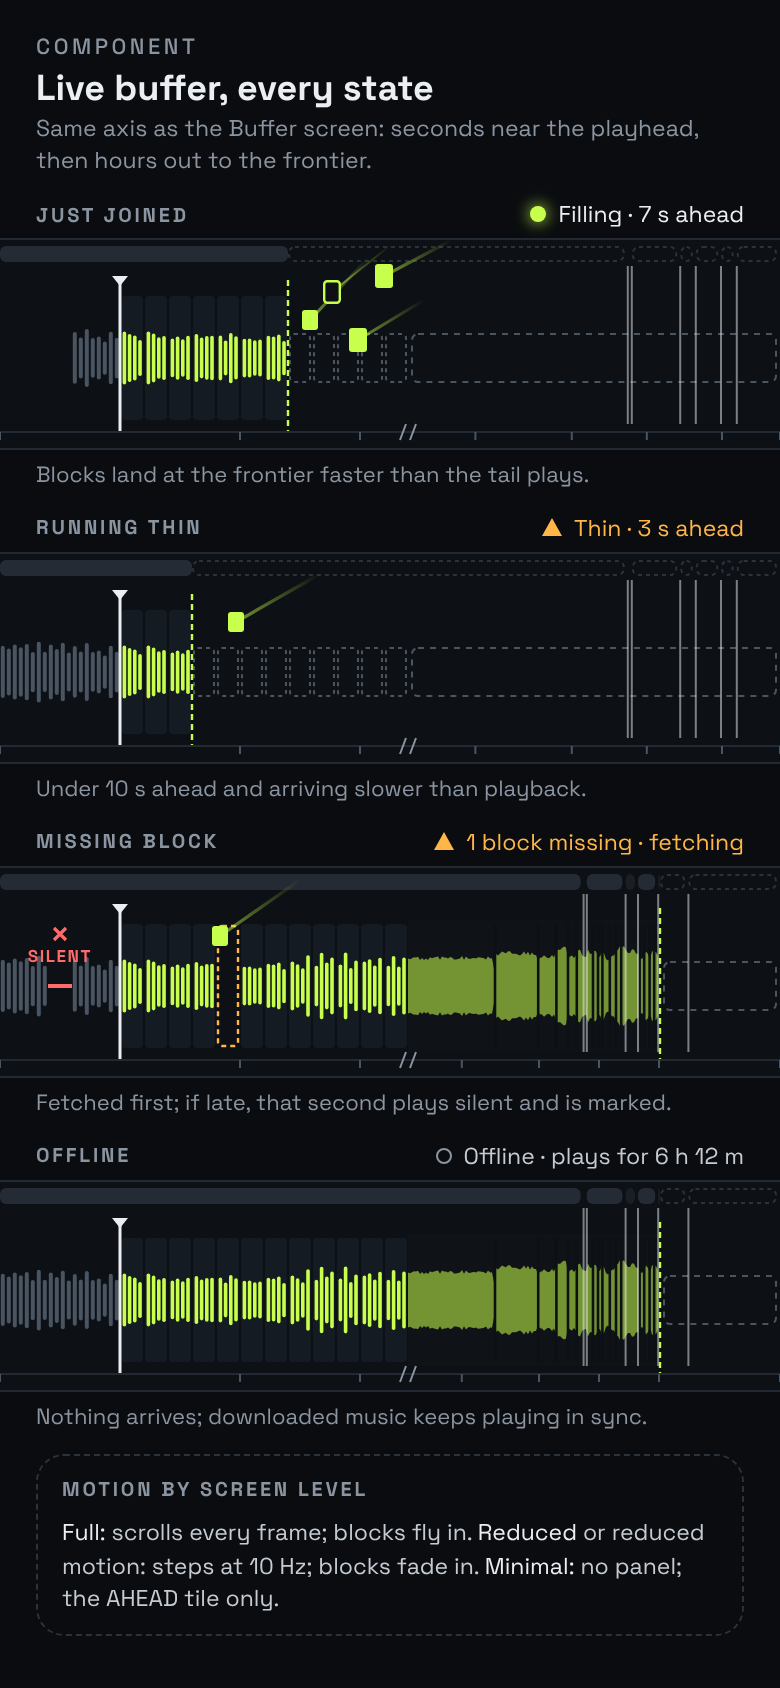 COMPONENT
Live buffer, every state
Same axis as the Buffer screen: seconds near the playhead,
then hours out to the frontier.
JUST JOINED
Filling · 7 s ahead
Blocks land at the frontier faster than the tail plays.
RUNNING THIN
Thin · 3 s ahead
Under 10 s ahead and arriving slower than playback.
MISSING BLOCK
1 block missing · fetching
SILENT
Fetched first; if late, that second plays silent and is marked.
OFFLINE
Offline · plays for 6 h 12 m
Nothing arrives; downloaded music keeps playing in sync.
MOTION BY SCREEN LEVEL
Full: scrolls every frame; blocks fly in. Reduced or reduced
motion: steps at 10 Hz; blocks fade in. Minimal: no panel;
the AHEAD tile only.